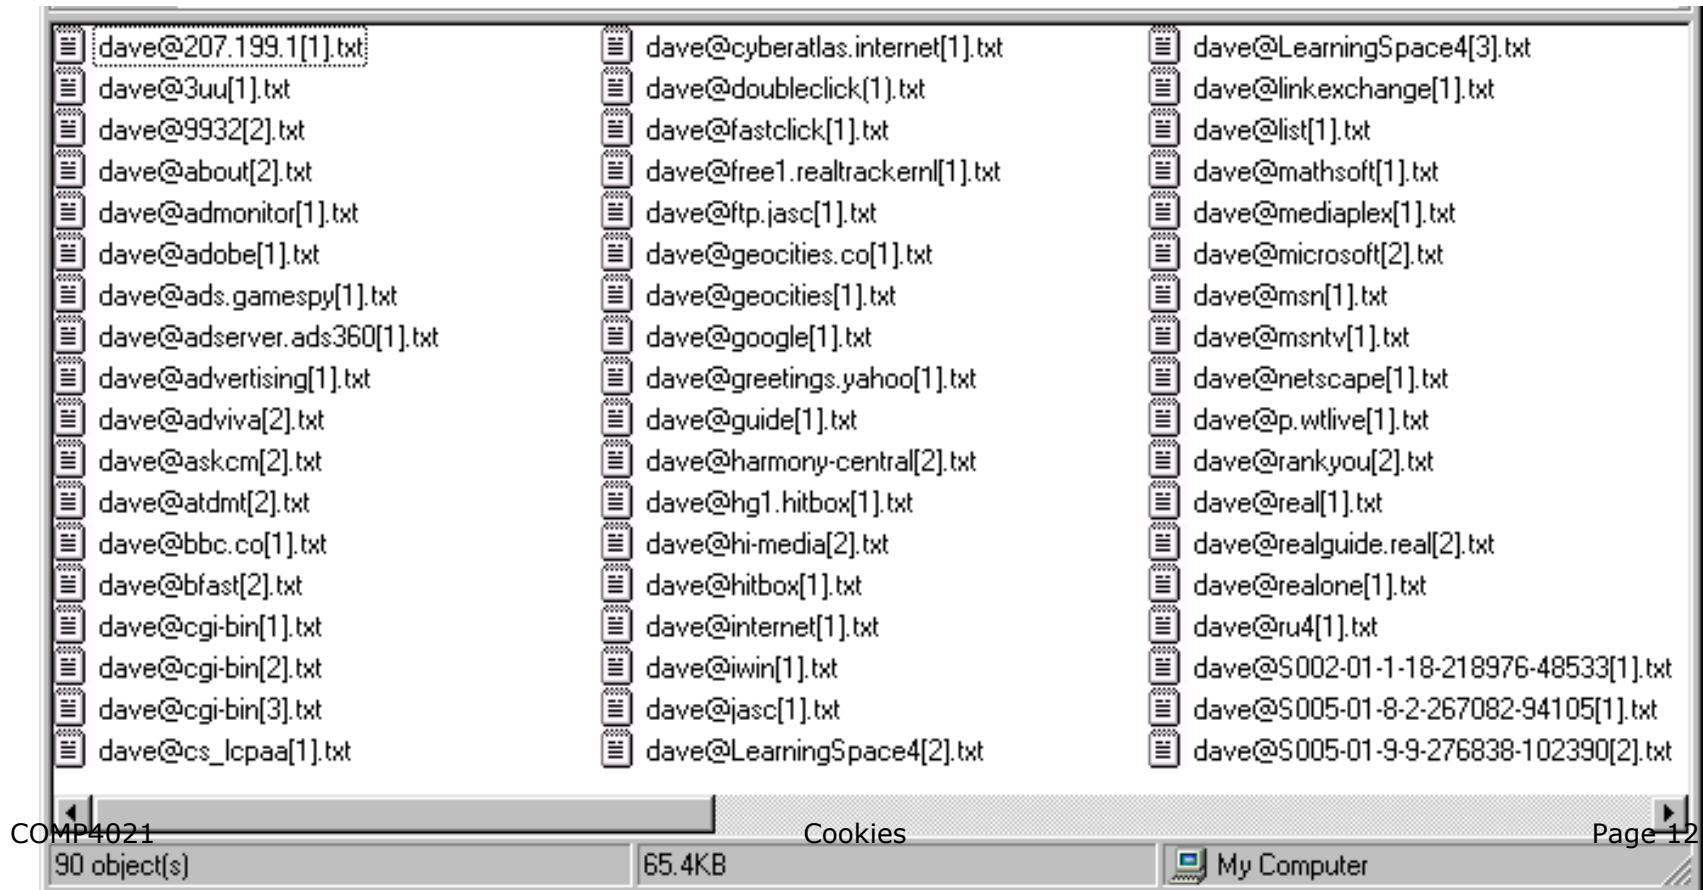 dave@207.199.1[1].txt
dave@3uu[1].txt
dave@9932[2].txt
dave@about[2].txt
dave@admonitor[1].txt
dave@adobe[1].txt
dave@ads.gamespy[1].txt
dave@adserver.ads360[1].txt
dave@advertising[1].txt
dave@adviva[2].txt
dave@askcm[2].txt
dave@atdmt[2].txt
dave@bbc.co[1].txt
dave@bfast[2].txt
dave@cgi-bin[1].txt
dave@cgi-bin[2].txt
dave@cgi-bin[3].txt
dave@cs_lcpaa[1].txt
dave@cyberatlas.internet[1].txt
dave@doubleclick(1).txt
dave@fastclick[1].txt
dave@free1.realtrackernl[1].txt
dave@ftp.jasc[1].txt
dave@geocities.co[1].txt
dave@geocities[1].txt
dave@google[1].txt
dave@greetings.yahoo[1].txt
dave@guide[1].txt
dave@harmony-central[2].txt
dave@hg1.hitbox[1].txt
dave@hi-media[2].txt
dave@hitbox[1].txt
dave@internet[1].txt
dave@iwin[1].txt
dave@jasc[1].txt
dave@LearningSpace4[2].txt
dave@LearningSpace4[3].txt
dave@linkexchange[1].txt
dave@list[1].txt
dave@mathsoft[1].txt
dave@mediaplex[1].txt
dave@microsoft[2].txt
dave@msn[1].txt
dave@msntv[1].txt
dave@netscape[1].txt
dave@p.wtlive[1].txt
dave@rankyou[2].txt
dave@real[1].txt
dave@realguide.real[2].txt
dave@realone[1].txt
dave@ru4[1].txt
dave@S002-01-1-18-218976-48533[1].txt
dave@S005-01-8-2-267082-94105[1].txt
dave@S005-01-9-9-276838-102390[2].txt
COMP4021 Cookies Page 12
90 object(s) 65.4KB My Computer